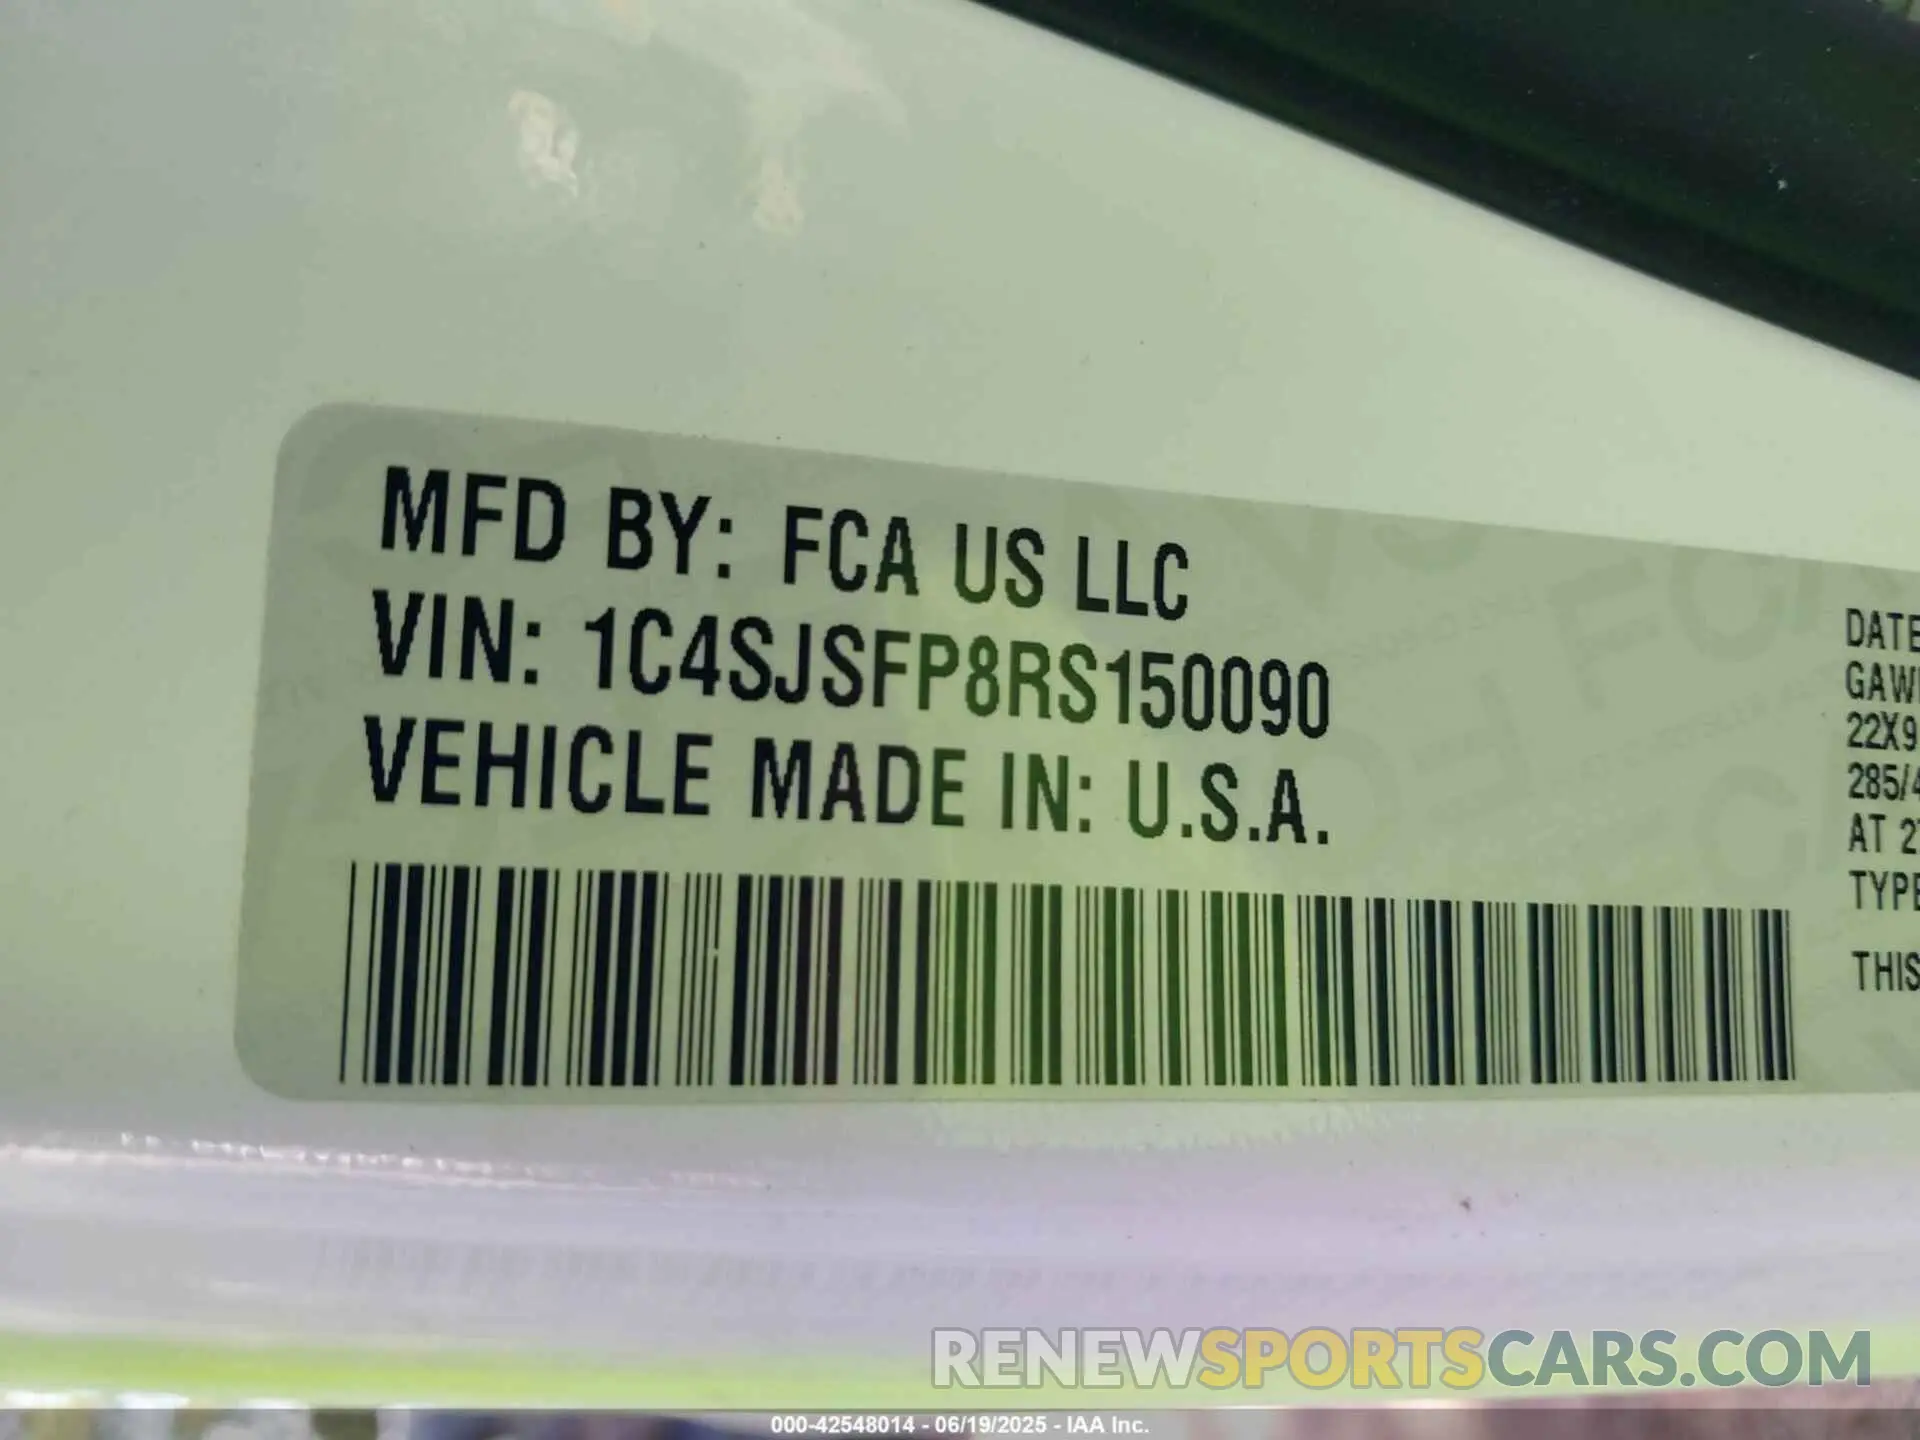 MFD BY: FCA US LLC
VIN: 1C4SJSFP8RS150090
VEHICLE MADE IN: U.S.A.
DATE
GAW
22X9
285/4
AT 2
TYPE
THIS
RENEWSPORTSCARS.COM
000-42548014 - 06/19/2025 - IAA Inc.